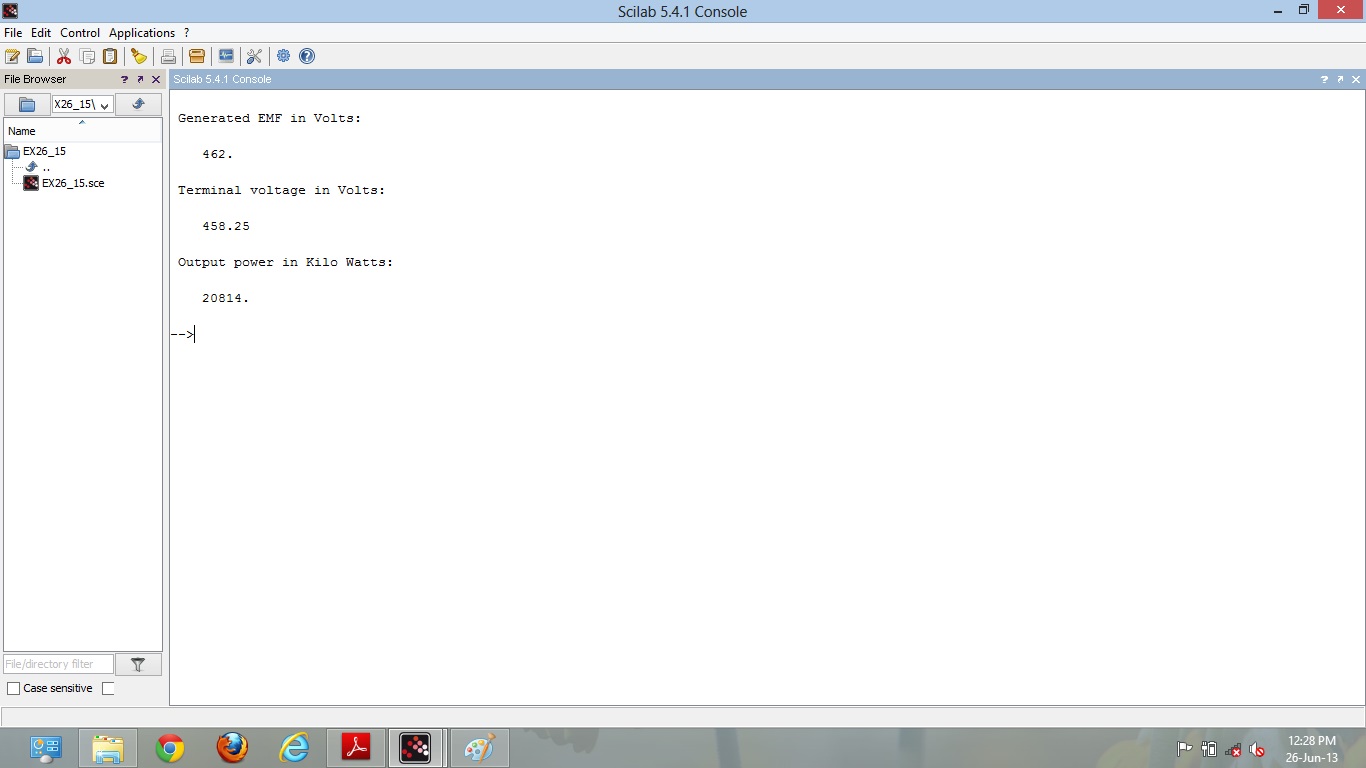 Scilab 5.4.1 Console
File Edit Control Applications ?
File Browser ? ↗ ✕
Scilab 5.4.1 Console ? ↗ ✕
X26_15\
Name
EX26_15
..
EX26_15.sce
Generated EMF in Volts:
462.
Terminal voltage in Volts:
458.25
Output power in Kilo Watts:
20814.
-->
File/directory filter
Case sensitive
12:28 PM
26-Jun-13